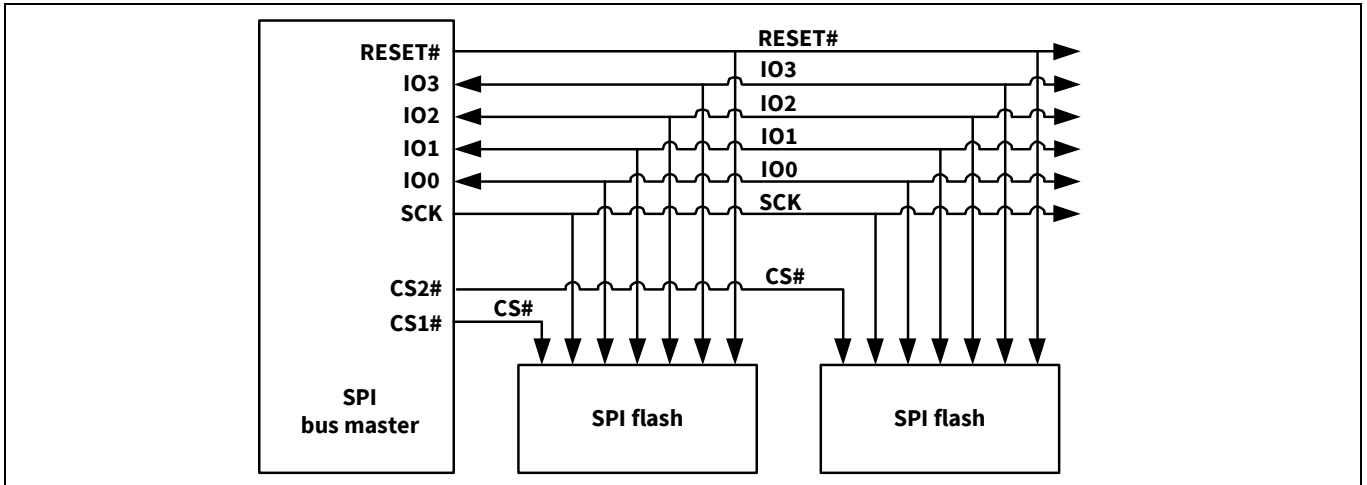 RESET#
RESET#
IO3
IO3
IO2
IO2
IO1
IO1
IO0
IO0
SCK
SCK
CS2#
CS#
CS1#
CS#
SPI
bus master
SPI flash
SPI flash